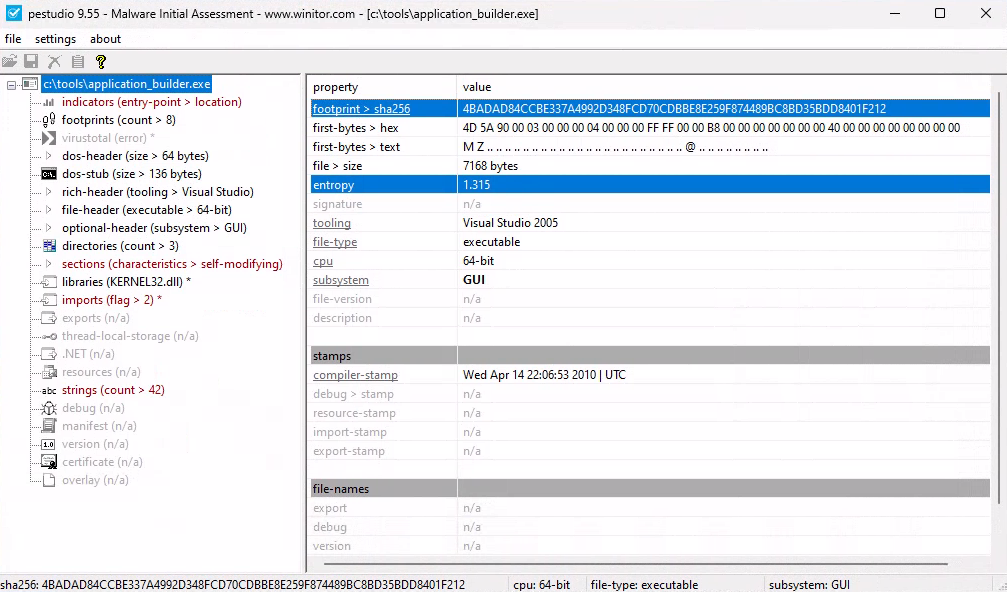 pestudio 9.55 - Malware Initial Assessment - www.winitor.com - [c:\tools\application_builder.exe]
file settings about
c:\tools\application_builder.exe
indicators (entry-point > location)
footprints (count > 8)
virustotal (error) *
dos-header (size > 64 bytes)
dos-stub (size > 136 bytes)
rich-header (tooling > Visual Studio)
file-header (executable > 64-bit)
optional-header (subsystem > GUI)
directories (count > 3)
sections (characteristics > self-modifying)
libraries (KERNEL32.dll) *
imports (flag > 2) *
exports (n/a)
thread-local-storage (n/a)
.NET (n/a)
resources (n/a)
abc strings (count > 42)
debug (n/a)
manifest (n/a)
1.0 version (n/a)
certificate (n/a)
overlay (n/a)
property value
footprint > sha256 4BADAD84CCBE337A4992D348FCD70CDBBE8E259F874489BC8BD35BDD8401F212
first-bytes > hex 4D 5A 90 00 03 00 00 00 04 00 00 00 FF FF 00 00 B8 00 00 00 00 00 00 00 40 00 00 00 00 00 00 00
first-bytes > text M Z .. .. .. .. .. .. .. .. .. .. .. .. .. .. .. .. .. .. .. .. .. .. @ .. .. .. .. .. .. ..
file > size 7168 bytes
entropy 1.315
signature n/a
tooling Visual Studio 2005
file-type executable
cpu 64-bit
subsystem GUI
file-version n/a
description n/a
stamps
compiler-stamp Wed Apr 14 22:06:53 2010 | UTC
debug > stamp n/a
resource-stamp n/a
import-stamp n/a
export-stamp n/a
file-names
export n/a
debug n/a
version n/a
sha256: 4BADAD84CCBE337A4992D348FCD70CDBBE8E259F874489BC8BD35BDD8401F212 cpu: 64-bit file-type: executable subsystem: GUI